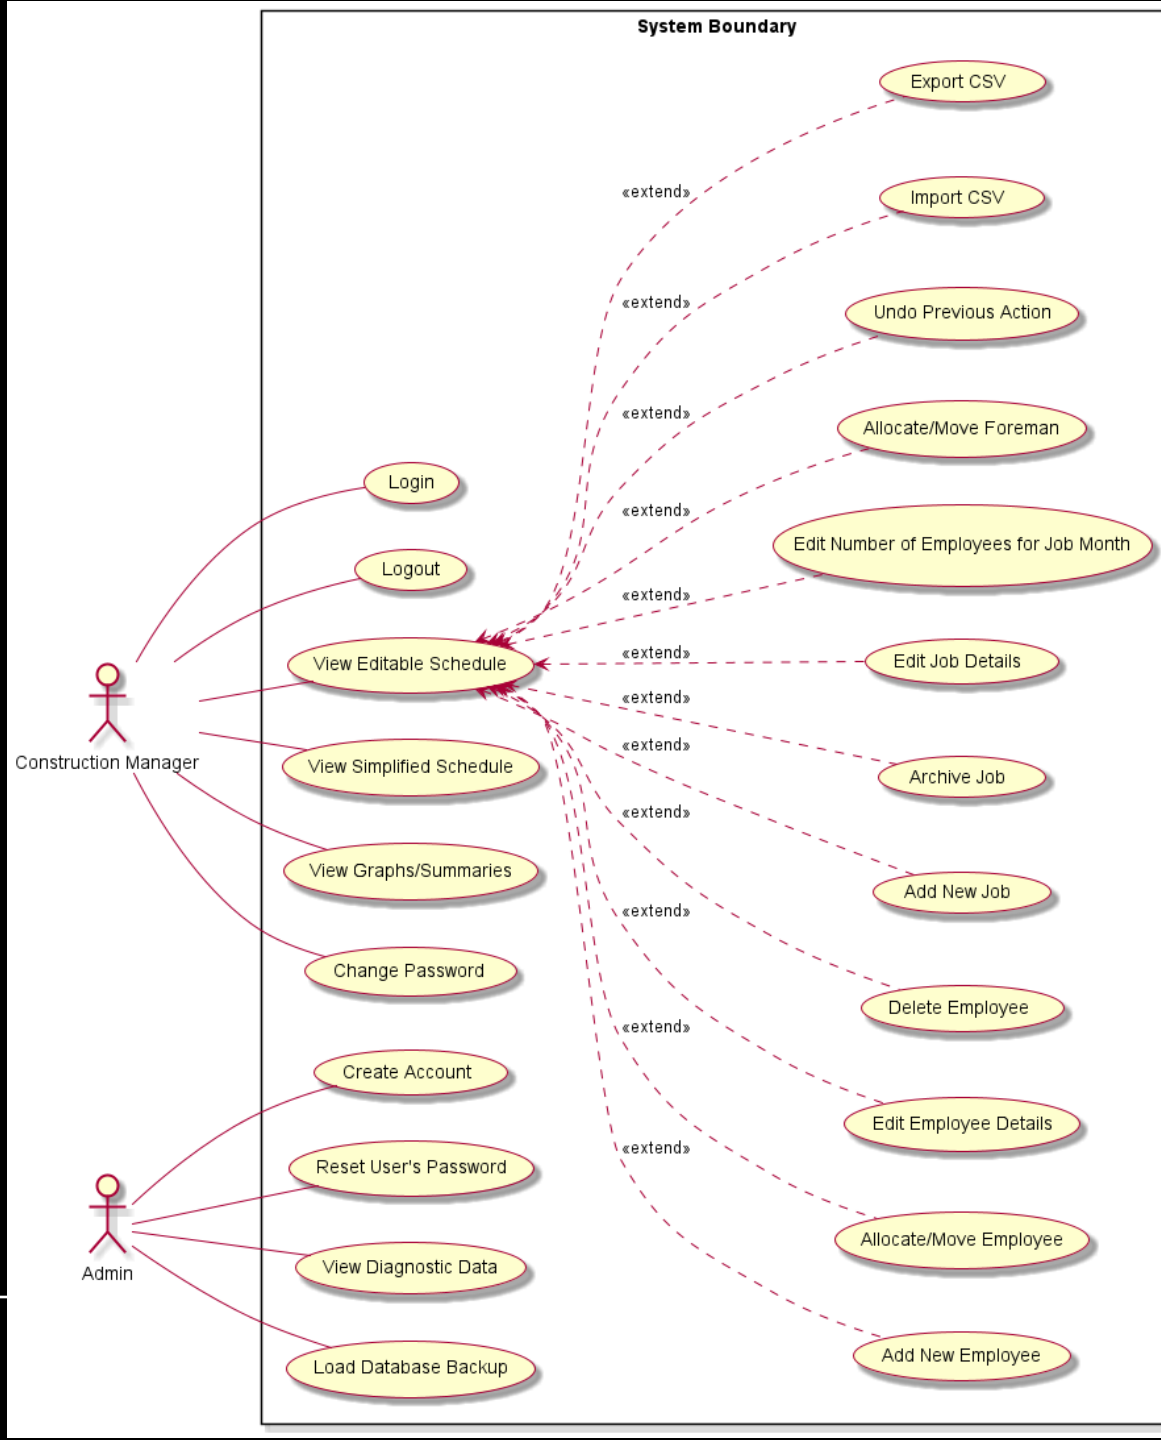 System Boundary
Export CSV
«extend»
Import CSV
«extend»
Undo Previous Action
«extend»
Allocate/Move Foreman
Login
«extend»
Edit Number of Employees for Job Month
Logout
«extend»
View Editable Schedule
«extend»
Edit Job Details
«extend»
Construction Manager
View Simplified Schedule
«extend»
Archive Job
«extend»
View Graphs/Summaries
Add New Job
«extend»
Change Password
Delete Employee
«extend»
Create Account
Edit Employee Details
«extend»
Reset User's Password
Allocate/Move Employee
Admin
View Diagnostic Data
Add New Employee
Load Database Backup